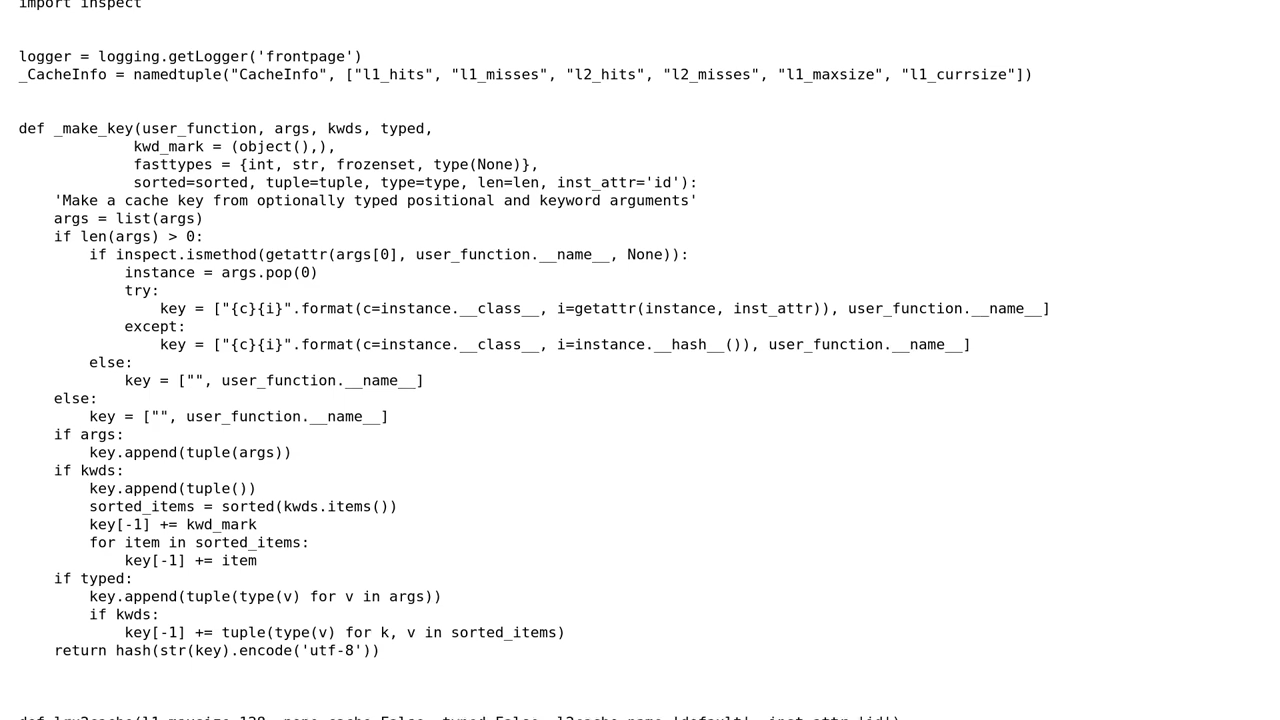 import inspect
logger = logging.getLogger('frontpage')
_CacheInfo = namedtuple("CacheInfo", ["l1_hits", "l1_misses", "l2_hits", "l2_misses", "l1_maxsize", "l1_currsize"])
def _make_key(user_function, args, kwds, typed,
             kwd_mark = (object(),),
             fasttypes = {int, str, frozenset, type(None)},
             sorted=sorted, tuple=tuple, type=type, len=len, inst_attr='id'):
    'Make a cache key from optionally typed positional and keyword arguments'
    args = list(args)
    if len(args) > 0:
        if inspect.ismethod(getattr(args[0], user_function.__name__, None)):
            instance = args.pop(0)
            try:
                key = ["{c}{i}".format(c=instance.__class__, i=getattr(instance, inst_attr)), user_function.__name__]
            except:
                key = ["{c}{i}".format(c=instance.__class__, i=instance.__hash__()), user_function.__name__]
        else:
            key = ["", user_function.__name__]
    else:
        key = ["", user_function.__name__]
    if args:
        key.append(tuple(args))
    if kwds:
        key.append(tuple())
        sorted_items = sorted(kwds.items())
        key[-1] += kwd_mark
        for item in sorted_items:
            key[-1] += item
    if typed:
        key.append(tuple(type(v) for v in args))
        if kwds:
            key[-1] += tuple(type(v) for k, v in sorted_items)
    return hash(str(key).encode('utf-8'))